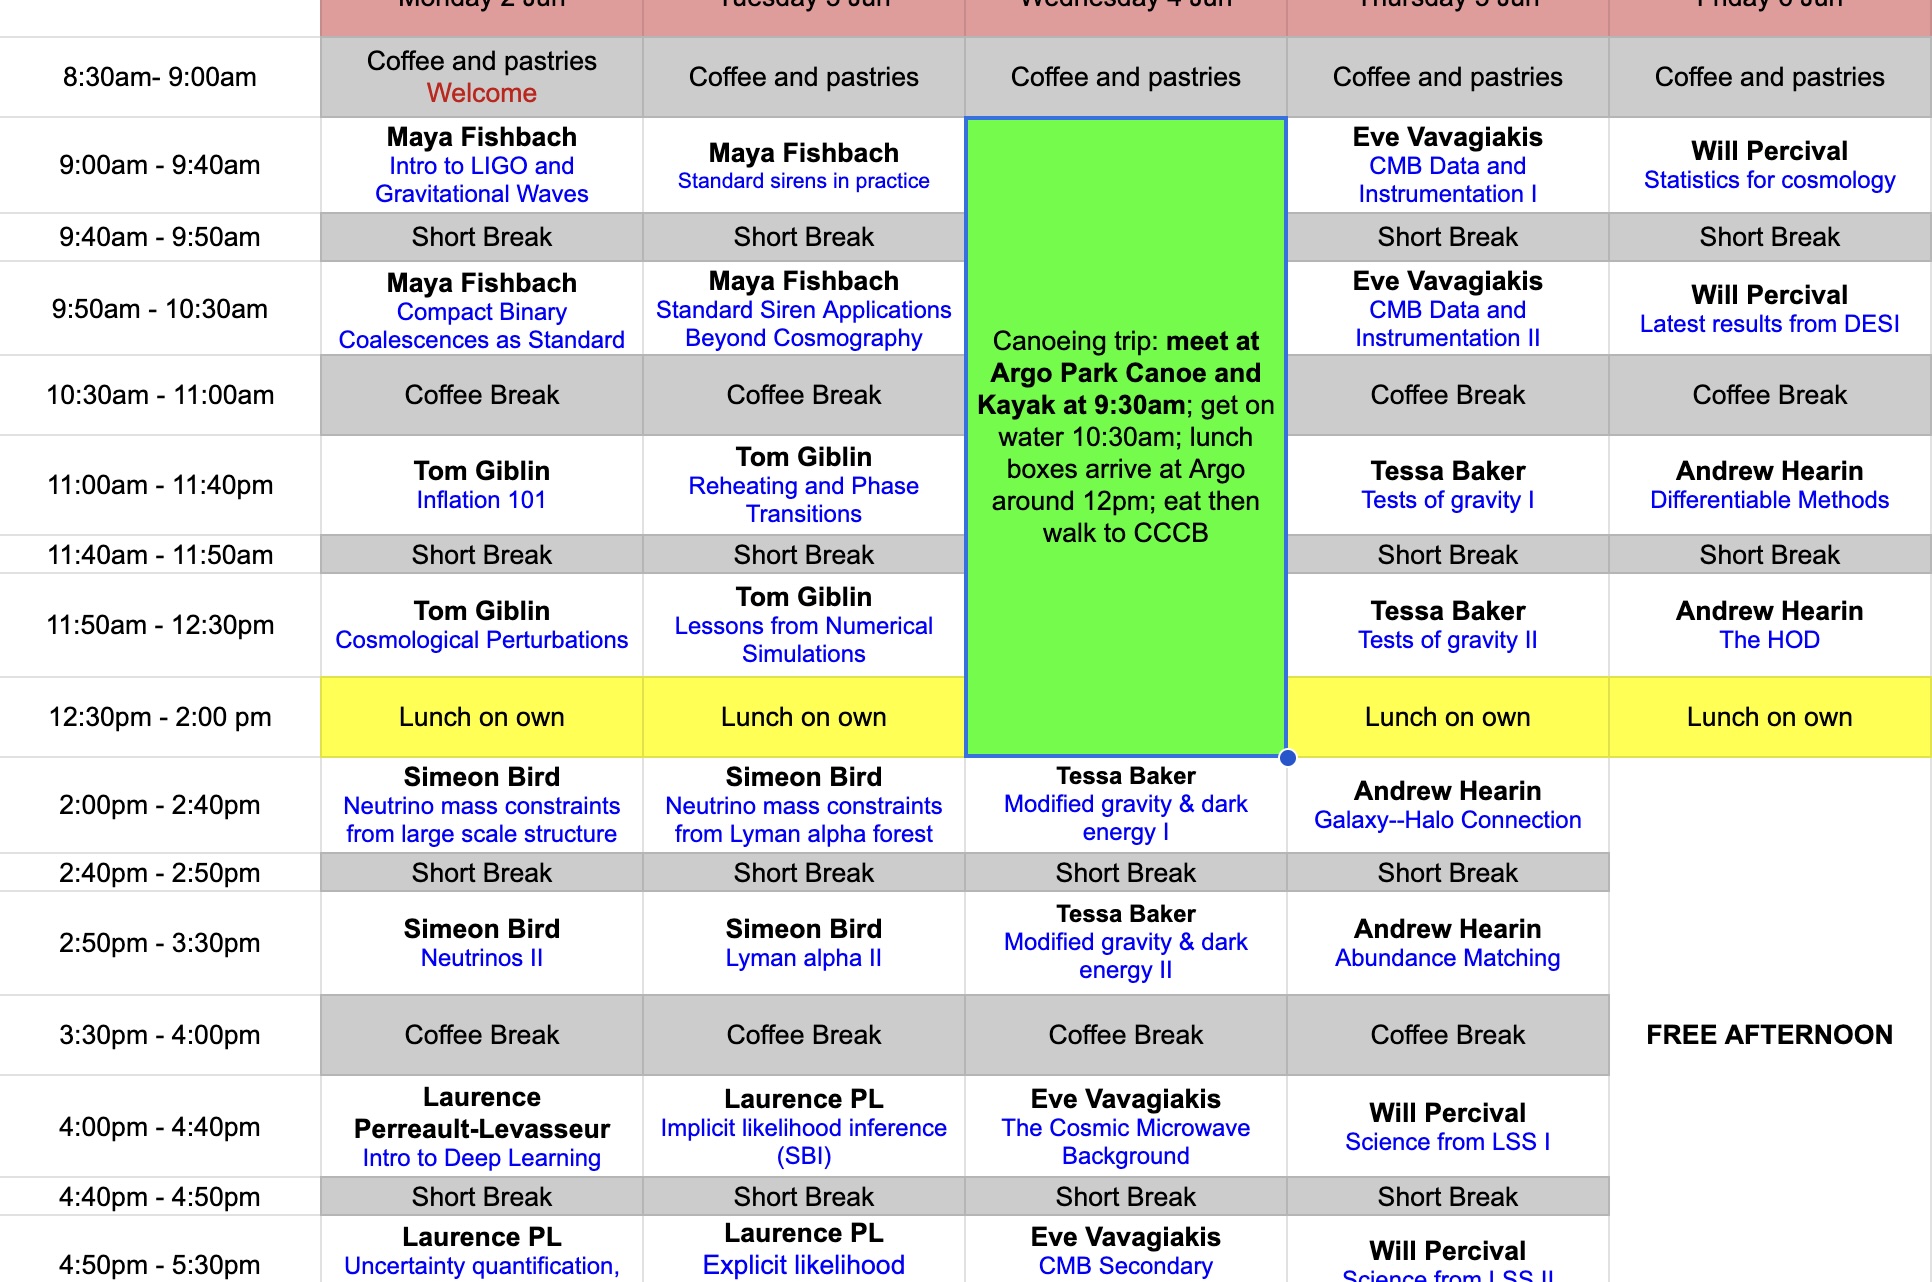 Monday 2 Jun Tuesday 3 Jun Wednesday 4 Jun Thursday 5 Jun Friday 6 Jun
8:30am- 9:00am
Coffee and pastries
Welcome
Coffee and pastries
Coffee and pastries
Coffee and pastries
Coffee and pastries
9:00am - 9:40am
Maya Fishbach
Intro to LIGO and
Gravitational Waves
Maya Fishbach
Standard sirens in practice
Canoeing trip: meet at
Argo Park Canoe and
Kayak at 9:30am; get on
water 10:30am; lunch
boxes arrive at Argo
around 12pm; eat then
walk to CCCB
Eve Vavagiakis
CMB Data and
Instrumentation I
Will Percival
Statistics for cosmology
9:40am - 9:50am
Short Break
Short Break
Short Break
Short Break
9:50am - 10:30am
Maya Fishbach
Compact Binary
Coalescences as Standard
Maya Fishbach
Standard Siren Applications
Beyond Cosmography
Eve Vavagiakis
CMB Data and
Instrumentation II
Will Percival
Latest results from DESI
10:30am - 11:00am
Coffee Break
Coffee Break
Coffee Break
Coffee Break
11:00am - 11:40pm
Tom Giblin
Inflation 101
Tom Giblin
Reheating and Phase
Transitions
Tessa Baker
Tests of gravity I
Andrew Hearin
Differentiable Methods
11:40am - 11:50am
Short Break
Short Break
Short Break
Short Break
11:50am - 12:30pm
Tom Giblin
Cosmological Perturbations
Tom Giblin
Lessons from Numerical
Simulations
Tessa Baker
Tests of gravity II
Andrew Hearin
The HOD
12:30pm - 2:00 pm
Lunch on own
Lunch on own
Lunch on own
Lunch on own
2:00pm - 2:40pm
Simeon Bird
Neutrino mass constraints
from large scale structure
Simeon Bird
Neutrino mass constraints
from Lyman alpha forest
Tessa Baker
Modified gravity & dark
energy I
Andrew Hearin
Galaxy--Halo Connection
2:40pm - 2:50pm
Short Break
Short Break
Short Break
Short Break
2:50pm - 3:30pm
Simeon Bird
Neutrinos II
Simeon Bird
Lyman alpha II
Tessa Baker
Modified gravity & dark
energy II
Andrew Hearin
Abundance Matching
3:30pm - 4:00pm
Coffee Break
Coffee Break
Coffee Break
Coffee Break
FREE AFTERNOON
4:00pm - 4:40pm
Laurence
Perreault-Levasseur
Intro to Deep Learning
Laurence PL
Implicit likelihood inference
(SBI)
Eve Vavagiakis
The Cosmic Microwave
Background
Will Percival
Science from LSS I
4:40pm - 4:50pm
Short Break
Short Break
Short Break
Short Break
4:50pm - 5:30pm
Laurence PL
Uncertainty quantification,
Laurence PL
Explicit likelihood
Eve Vavagiakis
CMB Secondary
Will Percival
Science from LSS II